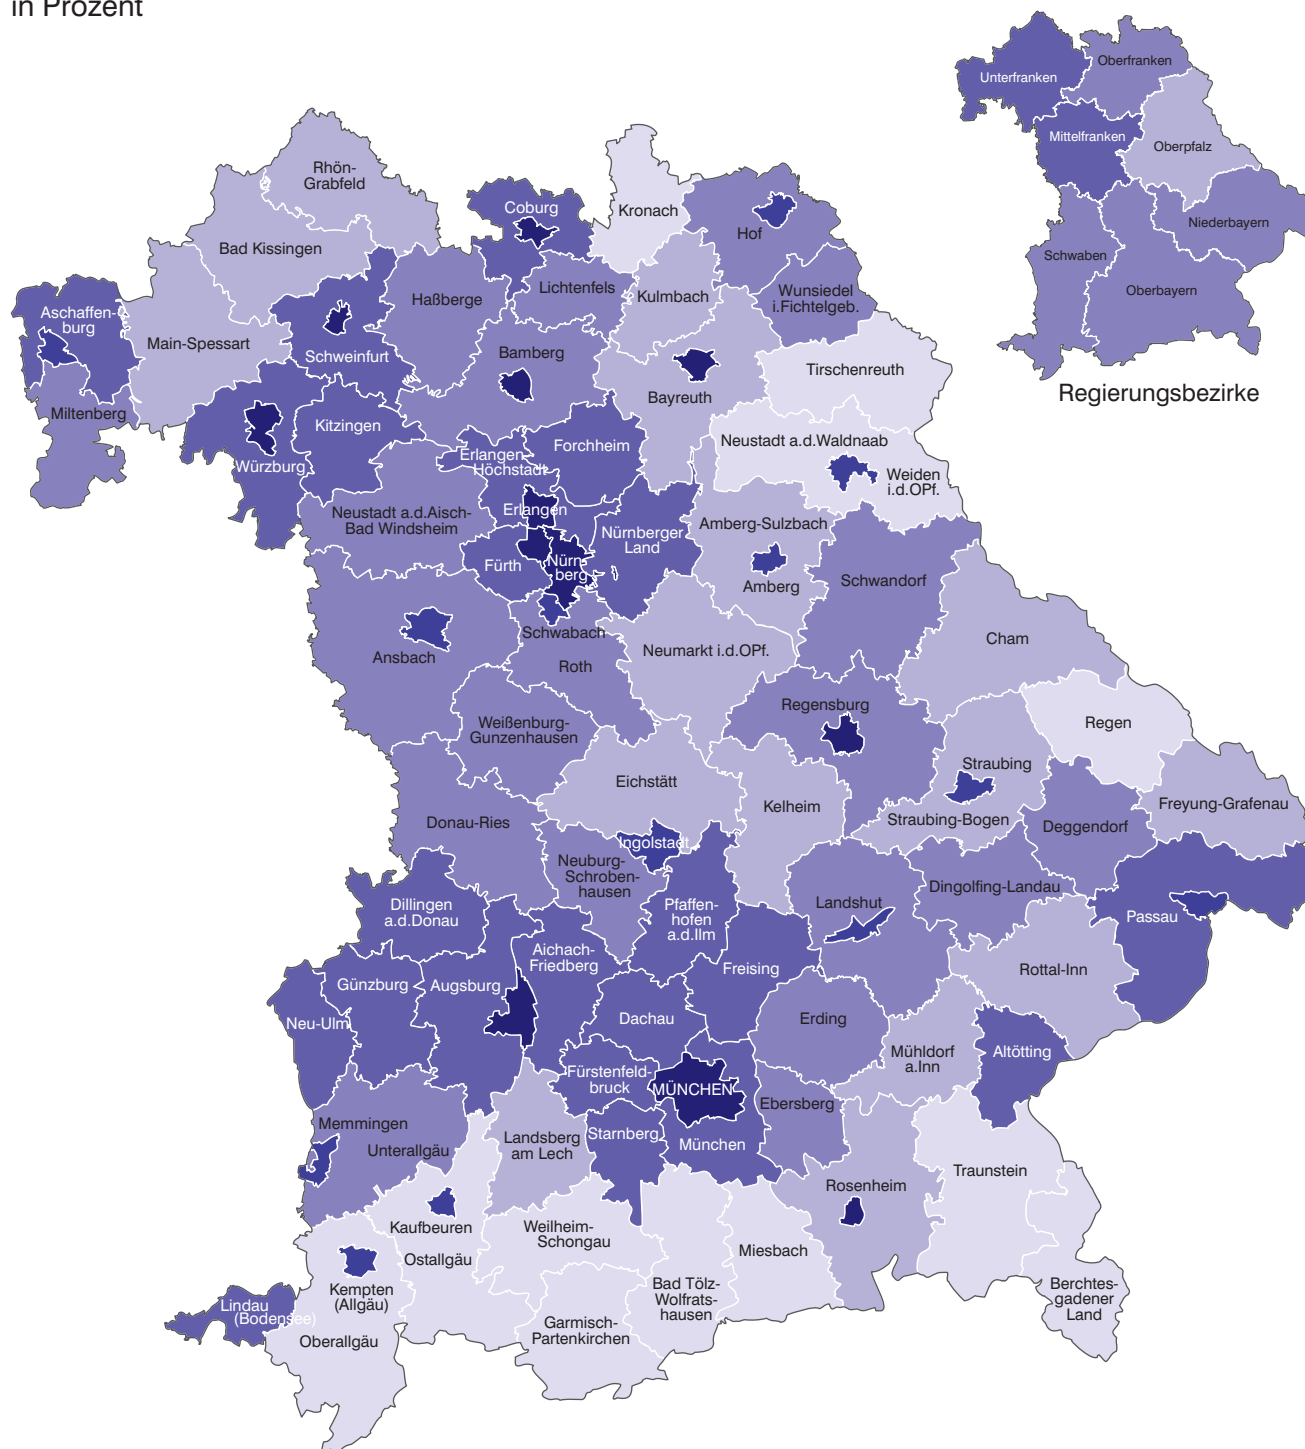 in Prozent
Unterfranken
Oberfranken
Mittelfranken
Oberpfalz
Niederbayern
Schwaben
Oberbayern
Regierungsbezirke
Rhön-
Grabfeld
Bad Kissingen
Coburg
Kronach
Hof
Aschaffen-
burg
Main-Spessart
Schweinfurt
Haßberge
Lichtenfels
Kulmbach
Wunsiedel
i.Fichtelgeb.
Bamberg
Bayreuth
Tirschenreuth
Miltenberg
Würzburg
Kitzingen
Erlangen-
Höchstadt
Forchheim
Neustadt a.d.Waldnaab
Weiden
i.d.OPf.
Neustadt a.d.Aisch-
Bad Windsheim
Erlangen
Fürth
Nürn-
berg
Nürnberger
Land
Amberg-Sulzbach
Amberg
Schwandorf
Ansbach
Schwabach
Roth
Neumarkt i.d.OPf.
Cham
Weißenburg-
Gunzenhausen
Regensburg
Regen
Eichstätt
Kelheim
Straubing
Straubing-Bogen
Deggendorf
Freyung-Grafenau
Donau-Ries
Ingolstadt
Neuburg-
Schroben-
hausen
Dingolfing-Landau
Dillingen
a.d.Donau
Pfaffen-
hofen
a.d.Ilm
Landshut
Passau
Aichach-
Friedberg
Freising
Rottal-Inn
Günzburg
Augsburg
Neu-Ulm
Dachau
Erding
Mühldorf
a.Inn
Altötting
Fürstenfeld-
bruck
MÜNCHEN
Ebersberg
Memmingen
Unterallgäu
Landsberg
am Lech
Starnberg
München
Traunstein
Rosenheim
Kaufbeuren
Ostallgäu
Weilheim-
Schongau
Miesbach
Bad Tölz-
Wolfrats-
hausen
Berchtes-
gadener
Land
Kempten
(Allgäu)
Lindau
(Bodensee)
Oberallgäu
Garmisch-
Partenkirchen